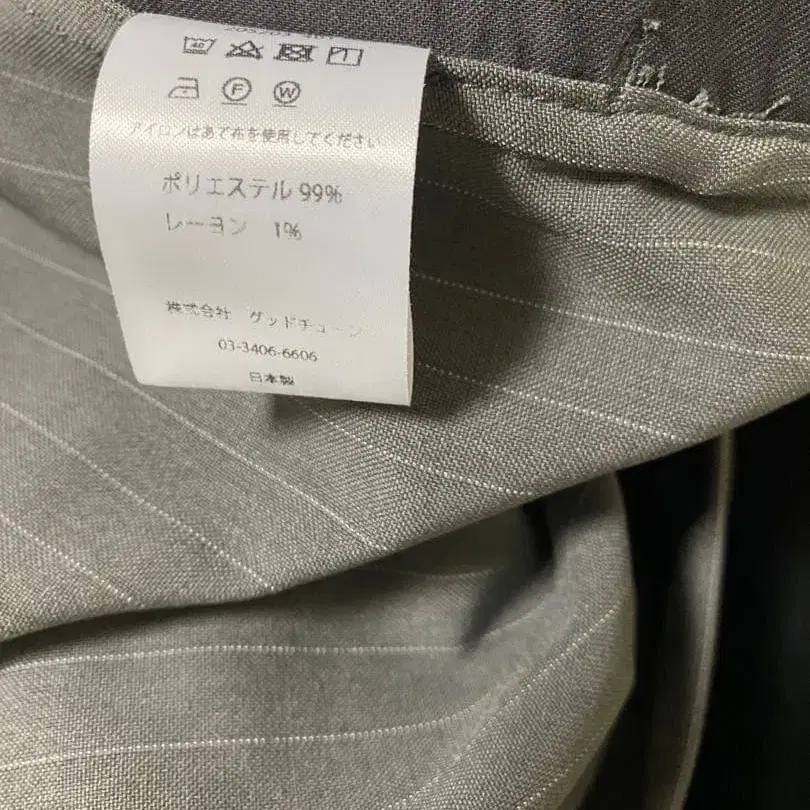 40
F W
アイロンはあて布を使用してください
ポリエステル 99%
レーヨン 1%
株式会社 グッドチューン
03-3406-6606
日本製